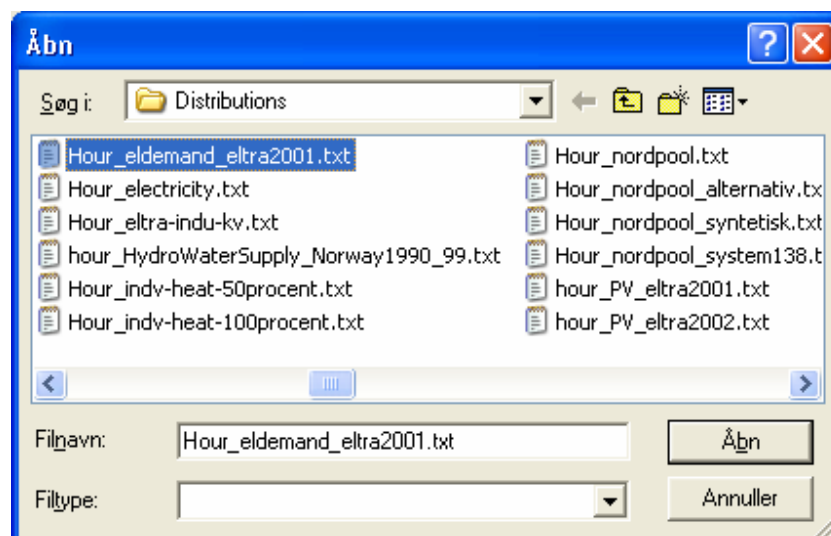 Åbn
Søg i: Distributions
Hour_eldemand_eltra2001.txt
Hour_electricity.txt
Hour_eltra-indu-kv.txt
hour_HydroWaterSupply_Norway1990_99.txt
Hour_indv-heat-50procent.txt
Hour_indv-heat-100procent.txt
Hour_nordpool.txt
Hour_nordpool_alternativ.tx
Hour_nordpool_syntetisk.txt
Hour_nordpool_system138.t
hour_PV_eltra2001.txt
hour_PV_eltra2002.txt
Filnavn: Hour_eldemand_eltra2001.txt Åbn
Filtype: Annuller